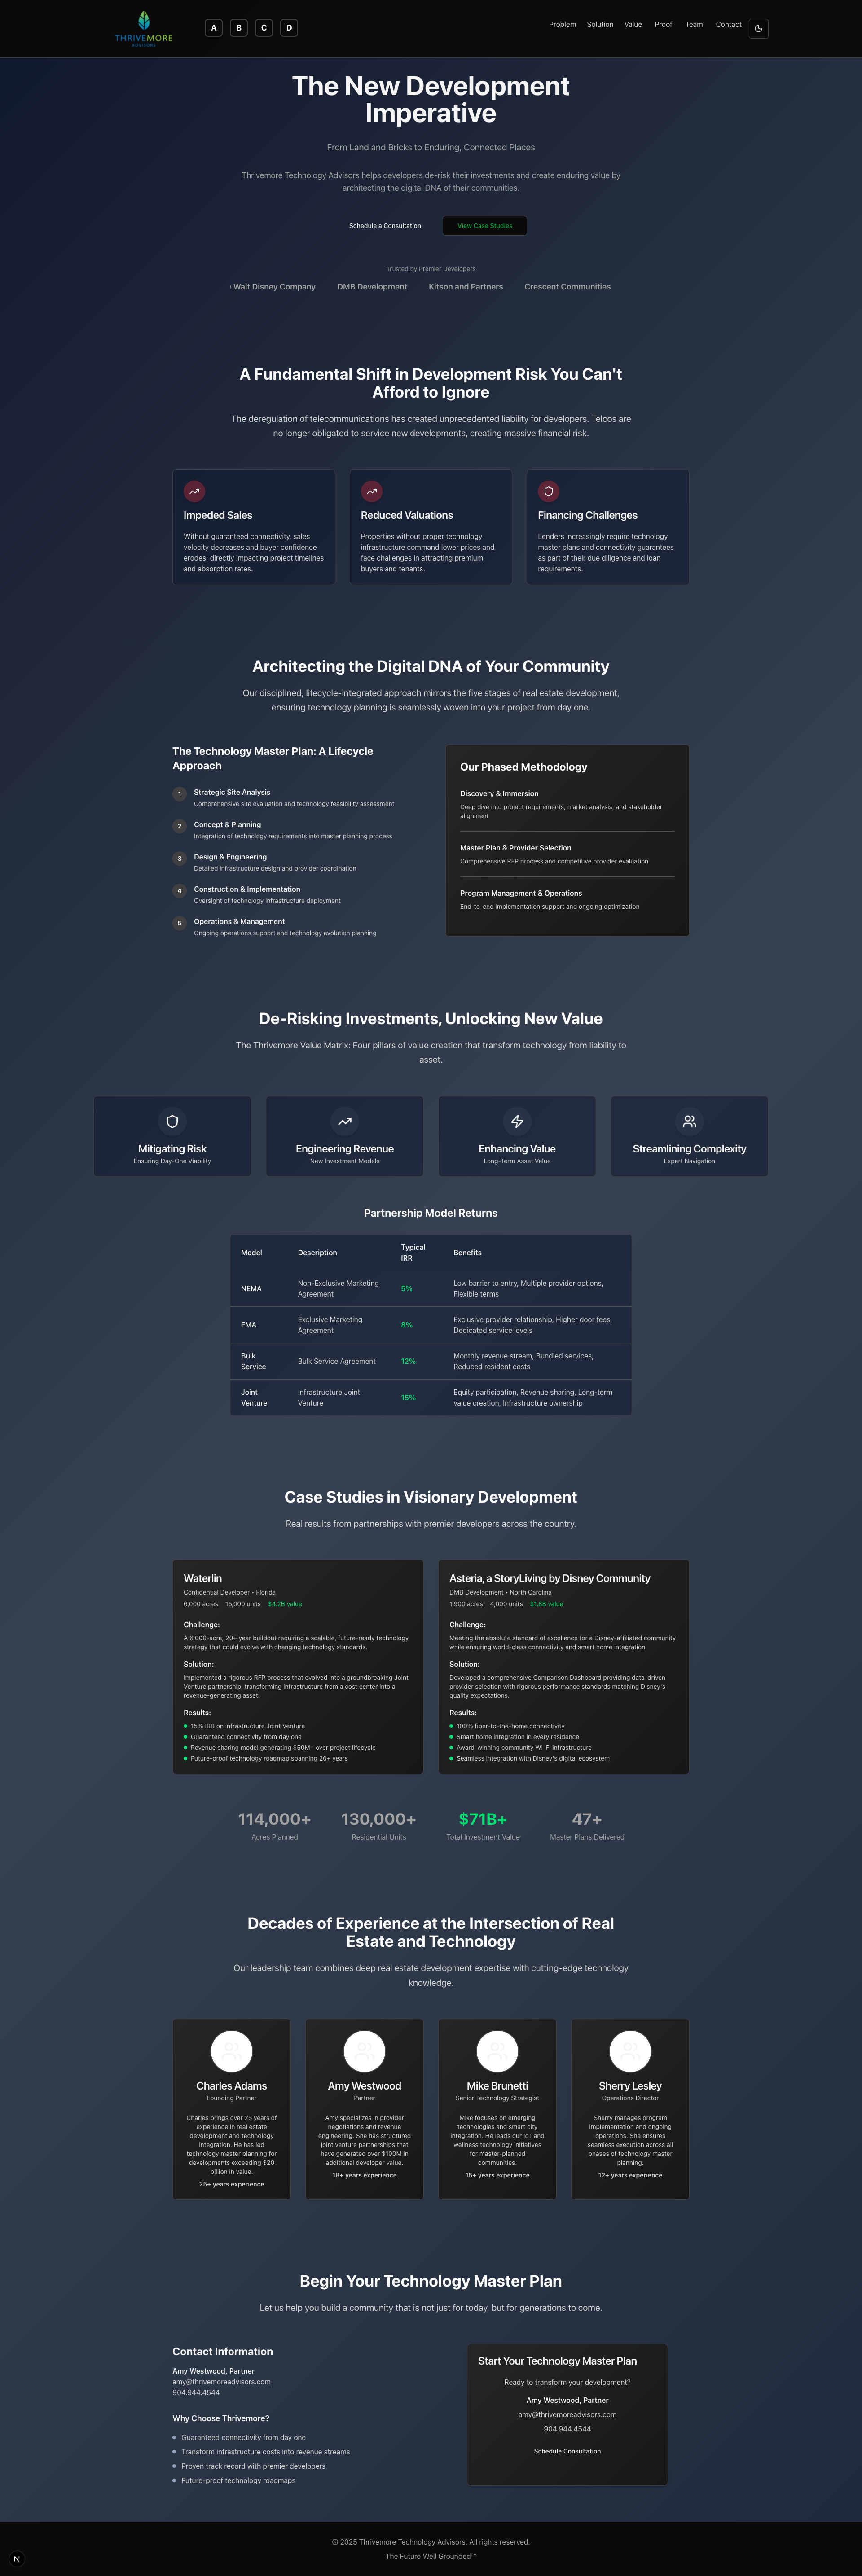 THRIVEMORE
ADVISORS
A B C D
Problem Solution Value Proof Team Contact
The New Development
Imperative
From Land and Bricks to Enduring, Connected Places
Thrivemore Technology Advisors helps developers de-risk their investments and create enduring value by
architecting the digital DNA of their communities.
Schedule a Consultation View Case Studies
Trusted by Premier Developers
Walt Disney Company DMB Development Kitson and Partners Crescent Communities
A Fundamental Shift in Development Risk You Can't
Afford to Ignore
The deregulation of telecommunications has created unprecedented liability for developers. Telcos are
no longer obligated to service new developments, creating massive financial risk.
Impeded Sales
Without guaranteed connectivity, sales
velocity decreases and buyer confidence
erodes, directly impacting project timelines
and absorption rates.
Reduced Valuations
Properties without proper technology
infrastructure command lower prices and
face challenges in attracting premium
buyers and tenants.
Financing Challenges
Lenders increasingly require technology
master plans and connectivity guarantees
as part of their due diligence and loan
requirements.
Architecting the Digital DNA of Your Community
Our disciplined, lifecycle-integrated approach mirrors the five stages of real estate development,
ensuring technology planning is seamlessly woven into your project from day one.
The Technology Master Plan: A Lifecycle
Approach
1 Strategic Site Analysis
Comprehensive site evaluation and technology feasibility assessment
2 Concept & Planning
Integration of technology requirements into master planning process
3 Design & Engineering
Detailed infrastructure design and provider coordination
4 Construction & Implementation
Oversight of technology infrastructure deployment
5 Operations & Management
Ongoing operations support and technology evolution planning
Our Phased Methodology
Discovery & Immersion
Deep dive into project requirements, market analysis, and stakeholder
alignment
Master Plan & Provider Selection
Comprehensive RFP process and competitive provider evaluation
Program Management & Operations
End-to-end implementation support and ongoing optimization
De-Risking Investments, Unlocking New Value
The Thrivemore Value Matrix: Four pillars of value creation that transform technology from liability to
asset.
Mitigating Risk
Ensuring Day-One Viability
Engineering Revenue
New Investment Models
Enhancing Value
Long-Term Asset Value
Streamlining Complexity
Expert Navigation
Partnership Model Returns
Model Description Typical
IRR Benefits
NEMA Non-Exclusive Marketing
Agreement 5% Low barrier to entry, Multiple provider options,
Flexible terms
EMA Exclusive Marketing
Agreement 8% Exclusive provider relationship, Higher door fees,
Dedicated service levels
Bulk
Service Bulk Service Agreement 12% Monthly revenue stream, Bundled services,
Reduced resident costs
Joint
Venture Infrastructure Joint
Venture 15% Equity participation, Revenue sharing, Long-term
value creation, Infrastructure ownership
Case Studies in Visionary Development
Real results from partnerships with premier developers across the country.
Waterlin
Confidential Developer • Florida
6,000 acres 15,000 units $4.2B value
Challenge:
A 6,000-acre, 20+ year buildout requiring a scalable, future-ready technology
strategy that could evolve with changing technology standards.
Solution:
Implemented a rigorous RFP process that evolved into a groundbreaking Joint
Venture partnership, transforming infrastructure from a cost center into a
revenue-generating asset.
Results:
15% IRR on infrastructure Joint Venture
Guaranteed connectivity from day one
Revenue sharing model generating $50M+ over project lifecycle
Future-proof technology roadmap spanning 20+ years
Asteria, a StoryLiving by Disney Community
DMB Development • North Carolina
1,900 acres 4,000 units $1.8B value
Challenge:
Meeting the absolute standard of excellence for a Disney-affiliated community
while ensuring world-class connectivity and smart home integration.
Solution:
Developed a comprehensive Comparison Dashboard providing data-driven
provider selection with rigorous performance standards matching Disney's
quality expectations.
Results:
100% fiber-to-the-home connectivity
Smart home integration in every residence
Award-winning community Wi-Fi infrastructure
Seamless integration with Disney's digital ecosystem
114,000+ 130,000+ $71B+ 47+
Acres Planned Residential Units Total Investment Value Master Plans Delivered
Decades of Experience at the Intersection of Real
Estate and Technology
Our leadership team combines deep real estate development expertise with cutting-edge technology
knowledge.
Charles Adams
Founding Partner
Charles brings over 25 years of
experience in real estate
development and technology
integration. He has led
technology master planning for
developments exceeding $20
billion in value.
25+ years experience
Amy Westwood
Partner
Amy specializes in provider
negotiations and revenue
engineering. She has structured
joint venture partnerships that
have generated over $100M in
additional developer value.
18+ years experience
Mike Brunetti
Senior Technology Strategist
Mike focuses on emerging
technologies and smart city
integration. He leads our IoT and
wellness technology initiatives
for master-planned
communities.
15+ years experience
Sherry Lesley
Operations Director
Sherry manages program
implementation and ongoing
operations. She ensures
seamless execution across all
phases of technology master
planning.
12+ years experience
Begin Your Technology Master Plan
Let us help you build a community that is not just for today, but for generations to come.
Contact Information
Amy Westwood, Partner
amy@thrivemoreadvisors.com
904.944.4544
Why Choose Thrivemore?
Guaranteed connectivity from day one
Transform infrastructure costs into revenue streams
Proven track record with premier developers
Future-proof technology roadmaps
Start Your Technology Master Plan
Ready to transform your development?
Amy Westwood, Partner
amy@thrivemoreadvisors.com
904.944.4544
Schedule Consultation
© 2025 Thrivemore Technology Advisors. All rights reserved.
The Future Well Grounded™
N